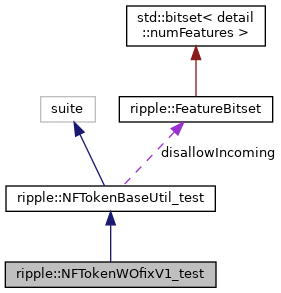 std::bitset< detail
::numFeatures >
suite
ripple::FeatureBitset
disallowIncoming
ripple::NFTokenBaseUtil_test
ripple::NFTokenWOfixV1_test